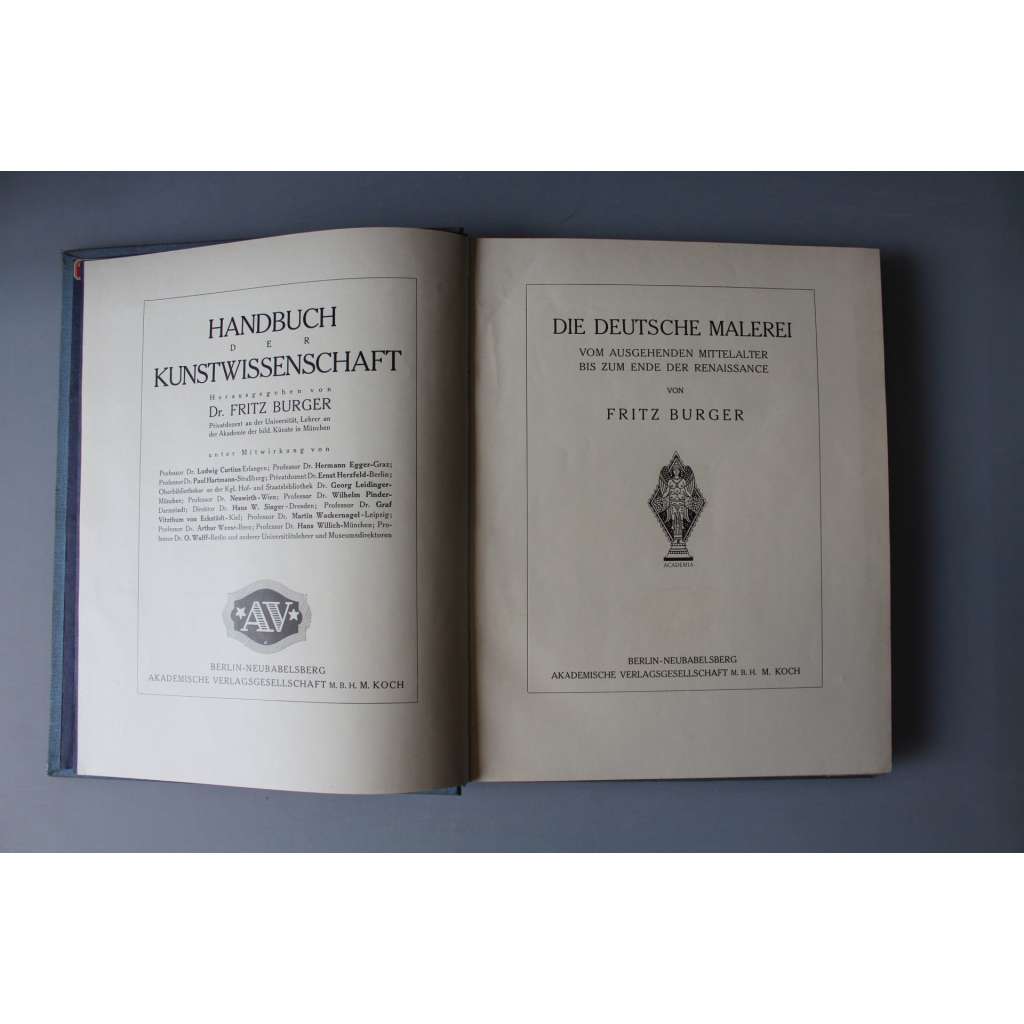 HANDBUCH
DER
KUNSTWISSENSCHAFT
Herausgegeben von
Dr. FRITZ BURGER
Privatdozent an der Universität, Lehrer an
der Akademie der bild. Künste in München
unter Mitwirkung von
Professor Dr. Ludwig Curtius-Erlangen; Professor Dr. Hermann Egger-Graz;
Professor Dr. Paul Hartmann-Straßburg; Privatdozent Dr. Ernst Herzfeld-Berlin;
Oberbibliothekar an der Kgl. Hof- und Staatsbibliothek Dr. Georg Leidinger-
München; Professor Dr. Neuwirth-Wien; Professor Dr. Wilhelm Pinder-
Darmstadt; Direktor Dr. Hans W. Singer-Dresden; Professor Dr. Graf
Vitzthum von Eckstädt-Kiel; Professor Dr. Martin Wackernagel-Leipzig;
Professor Dr. Arthur Weese-Bern; Professor Dr. Hans Willich-München; Pro-
fessor Dr. O. Wulff-Berlin und anderer Universitätslehrer und Museumsdirektoren
AV
BERLIN-NEUBABELSBERG
AKADEMISCHE VERLAGSGESELLSCHAFT M. B. H. M. KOCH
DIE DEUTSCHE MALEREI
VOM AUSGEHENDEN MITTELALTER
BIS ZUM ENDE DER RENAISSANCE
VON
FRITZ BURGER
ACADEMIA
BERLIN-NEUBABELSBERG
AKADEMISCHE VERLAGSGESELLSCHAFT M. B. H. M. KOCH